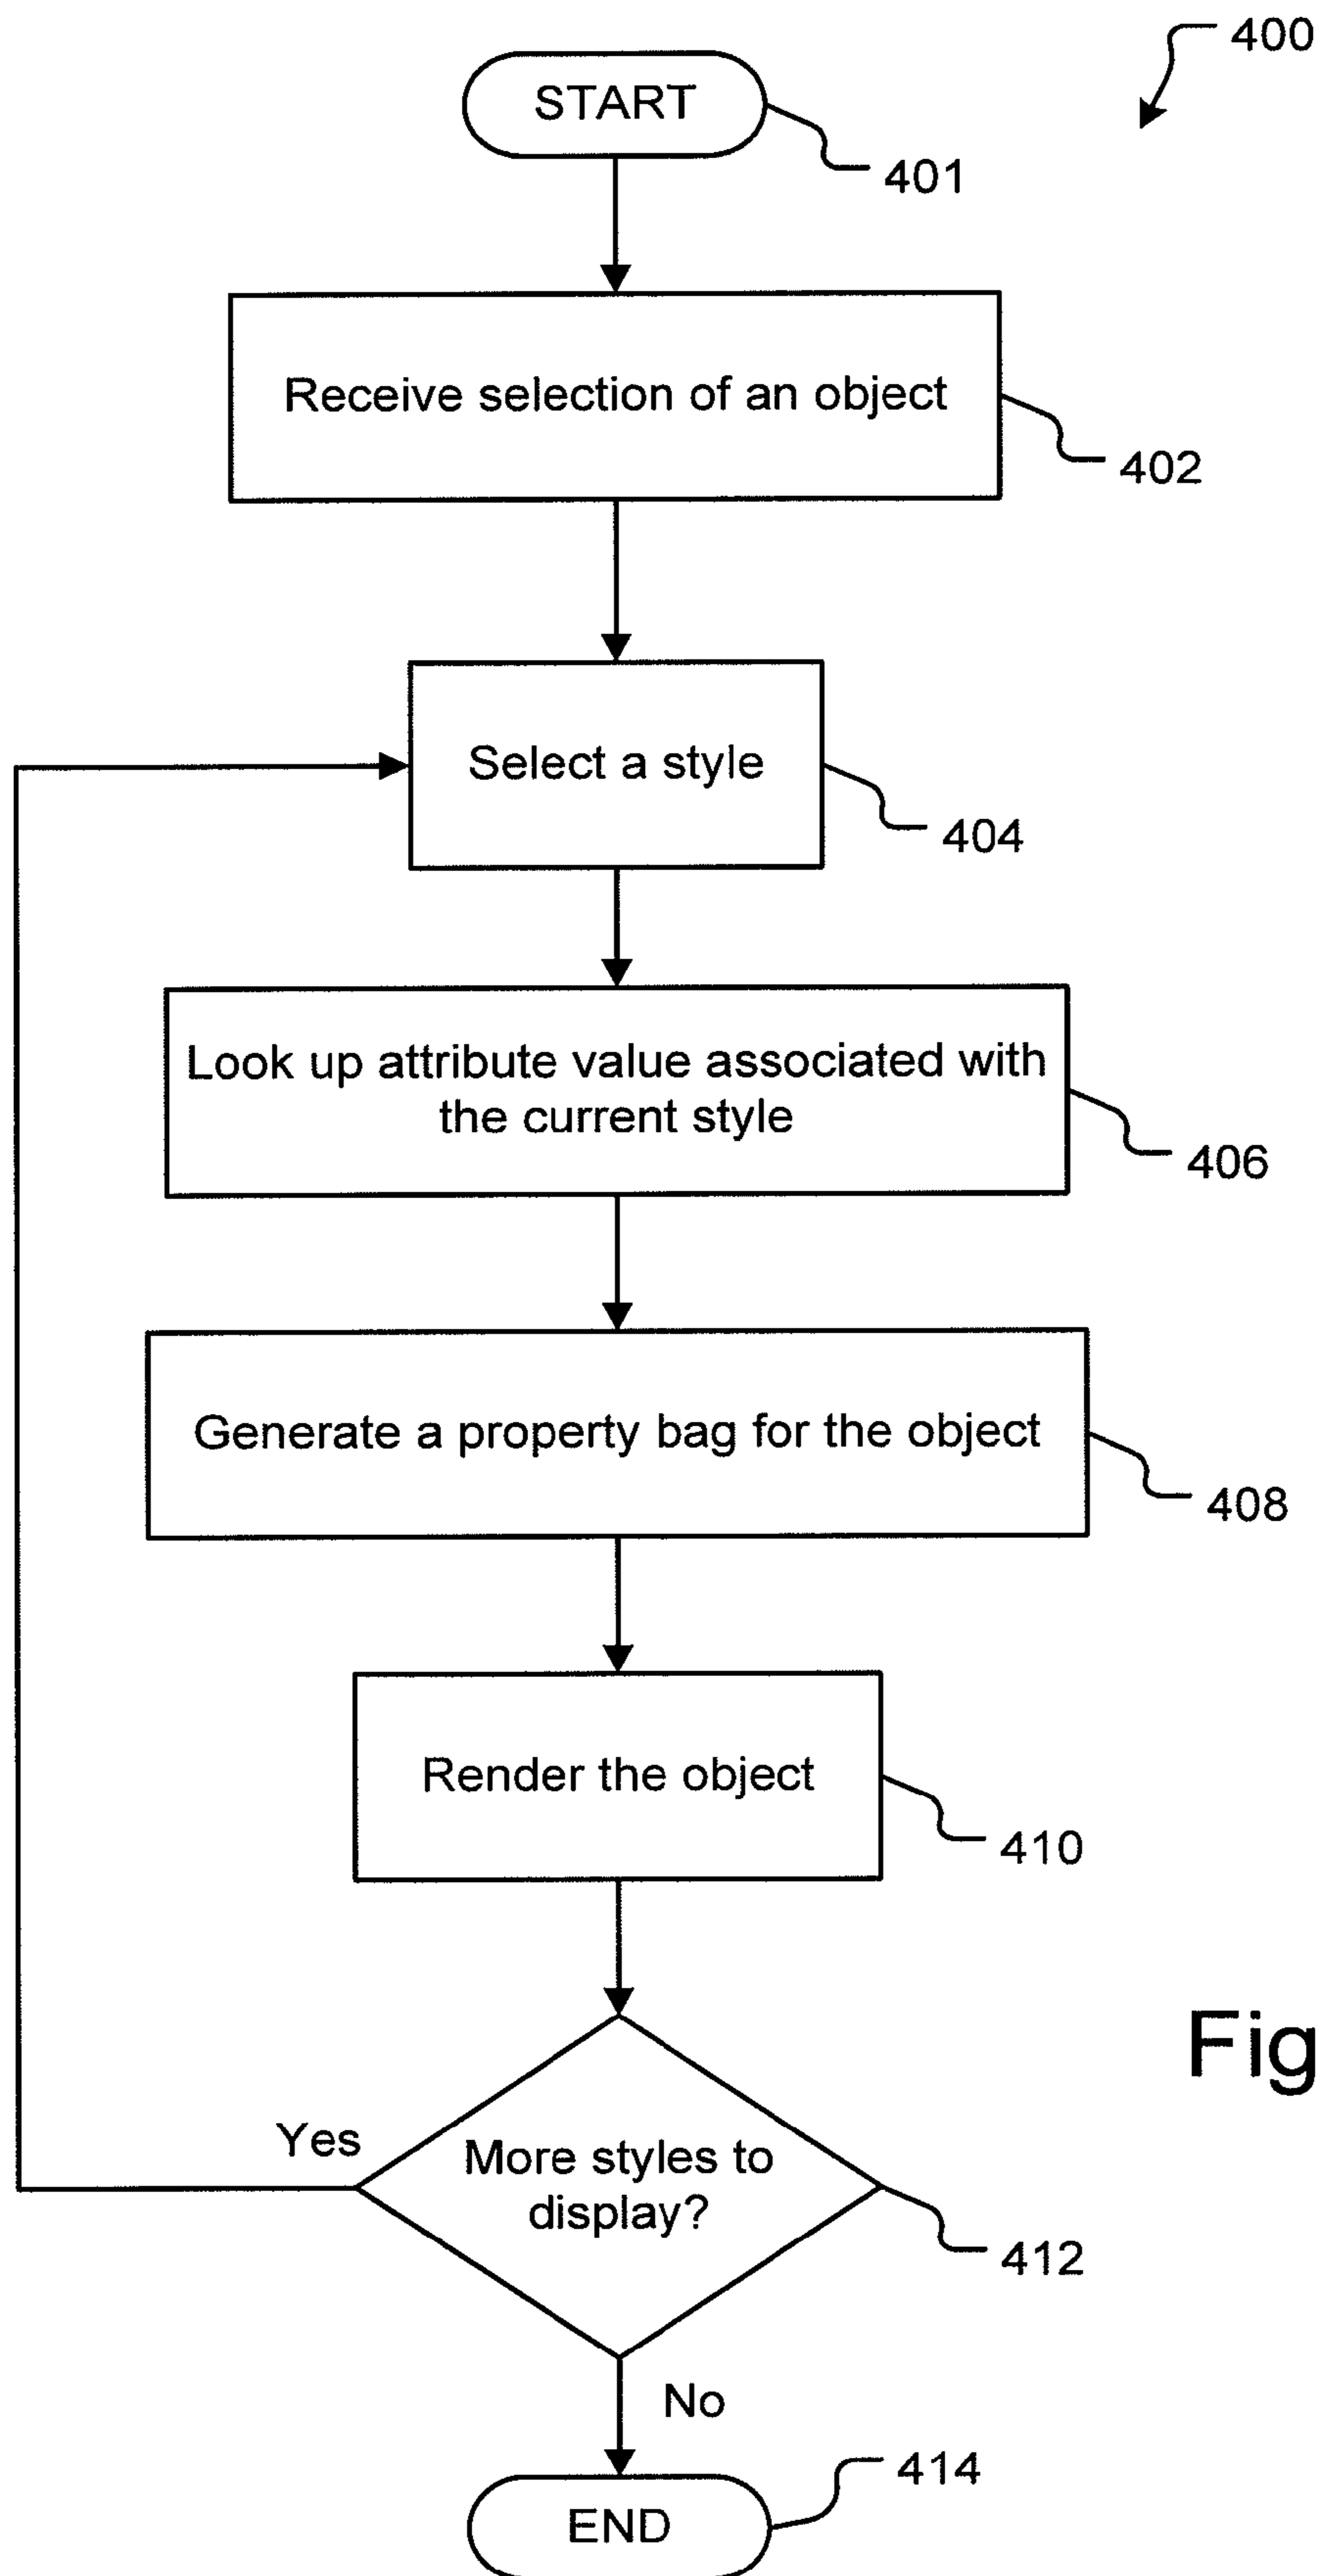 400
START
401
Receive selection of an object
402
Select a style
404
Look up attribute value associated with
the current style
406
Generate a property bag for the object
408
Render the object
410
Fig
Yes
More styles to
display?
412
No
414
END